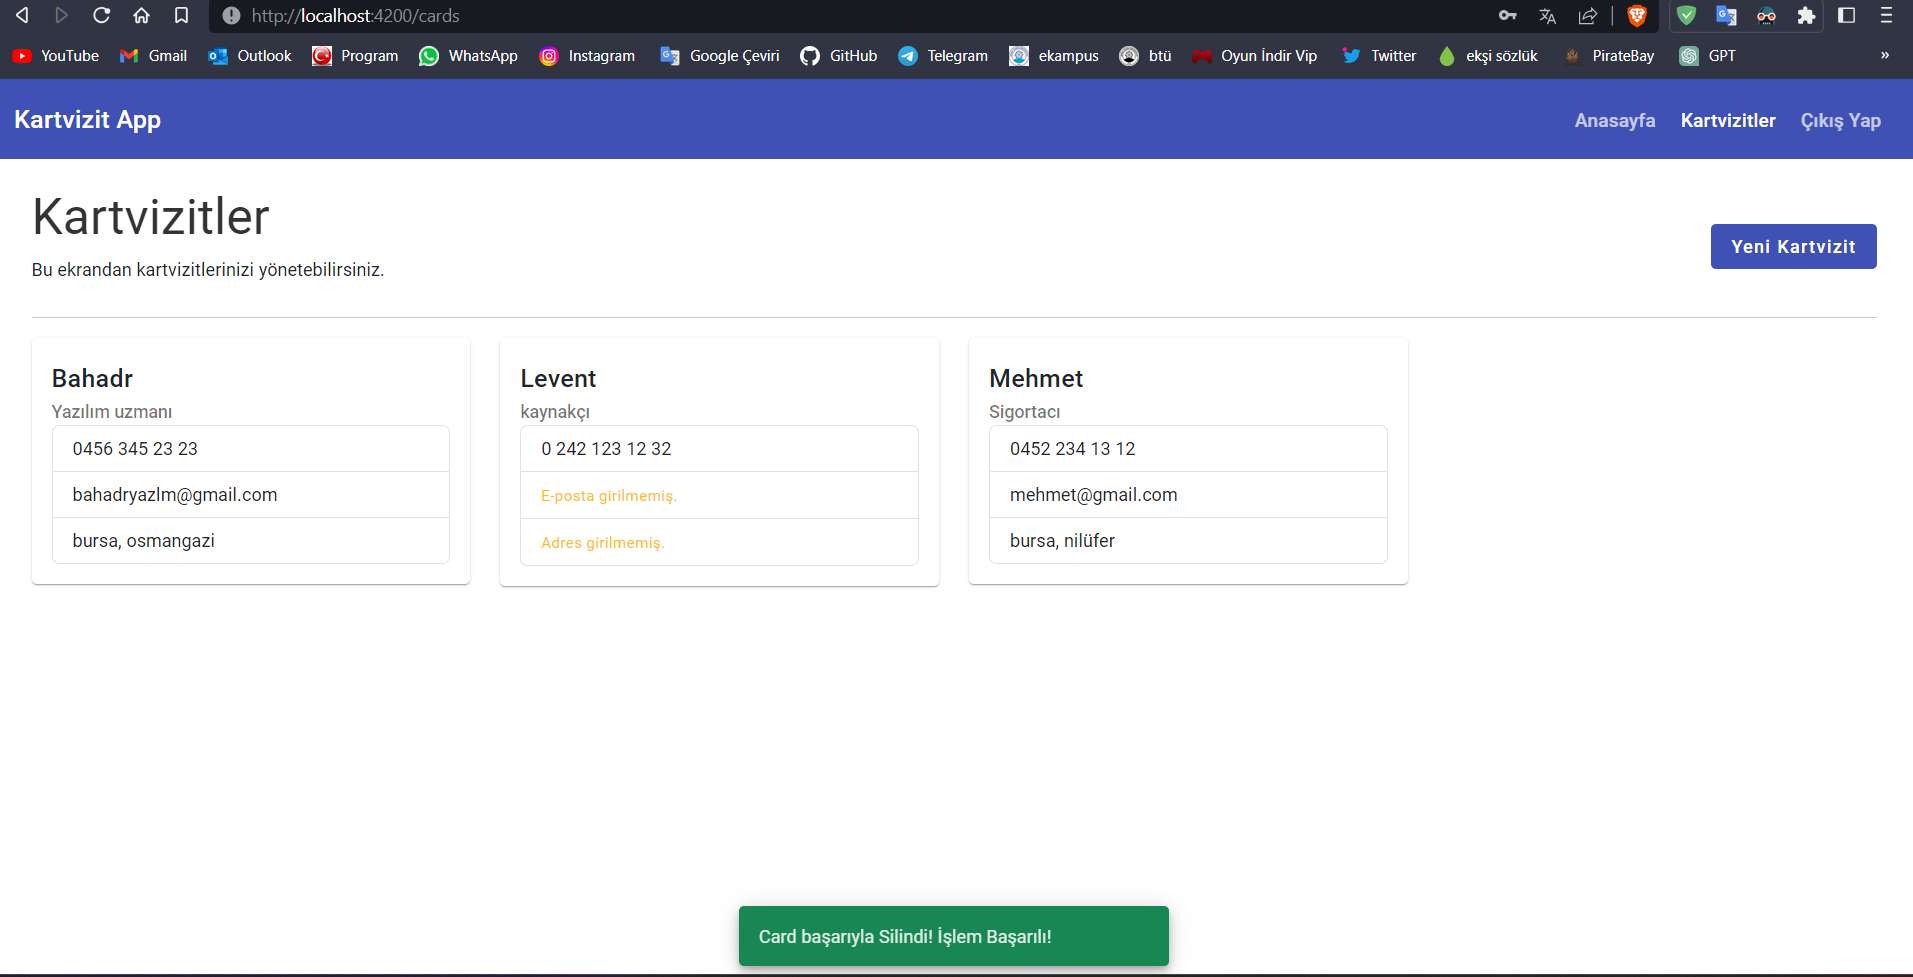 http://localhost:4200/cards
YouTube Gmail Outlook Program WhatsApp Instagram Google Çeviri GitHub Telegram ekampus btü Oyun İndir Vip Twitter ekşi sözlük PirateBay GPT »
Kartvizit App Anasayfa Kartvizitler Çıkış Yap
Kartvizitler
Yeni Kartvizit
Bu ekrandan kartvizitlerinizi yönetebilirsiniz.
Bahadr
Yazılım uzmanı
0456 345 23 23
bahadryazlm@gmail.com
bursa, osmangazi
Levent
kaynakçı
0 242 123 12 32
E-posta girilmemiş.
Adres girilmemiş.
Mehmet
Sigortacı
0452 234 13 12
mehmet@gmail.com
bursa, nilüfer
Card başarıyla Silindi! İşlem Başarılı!